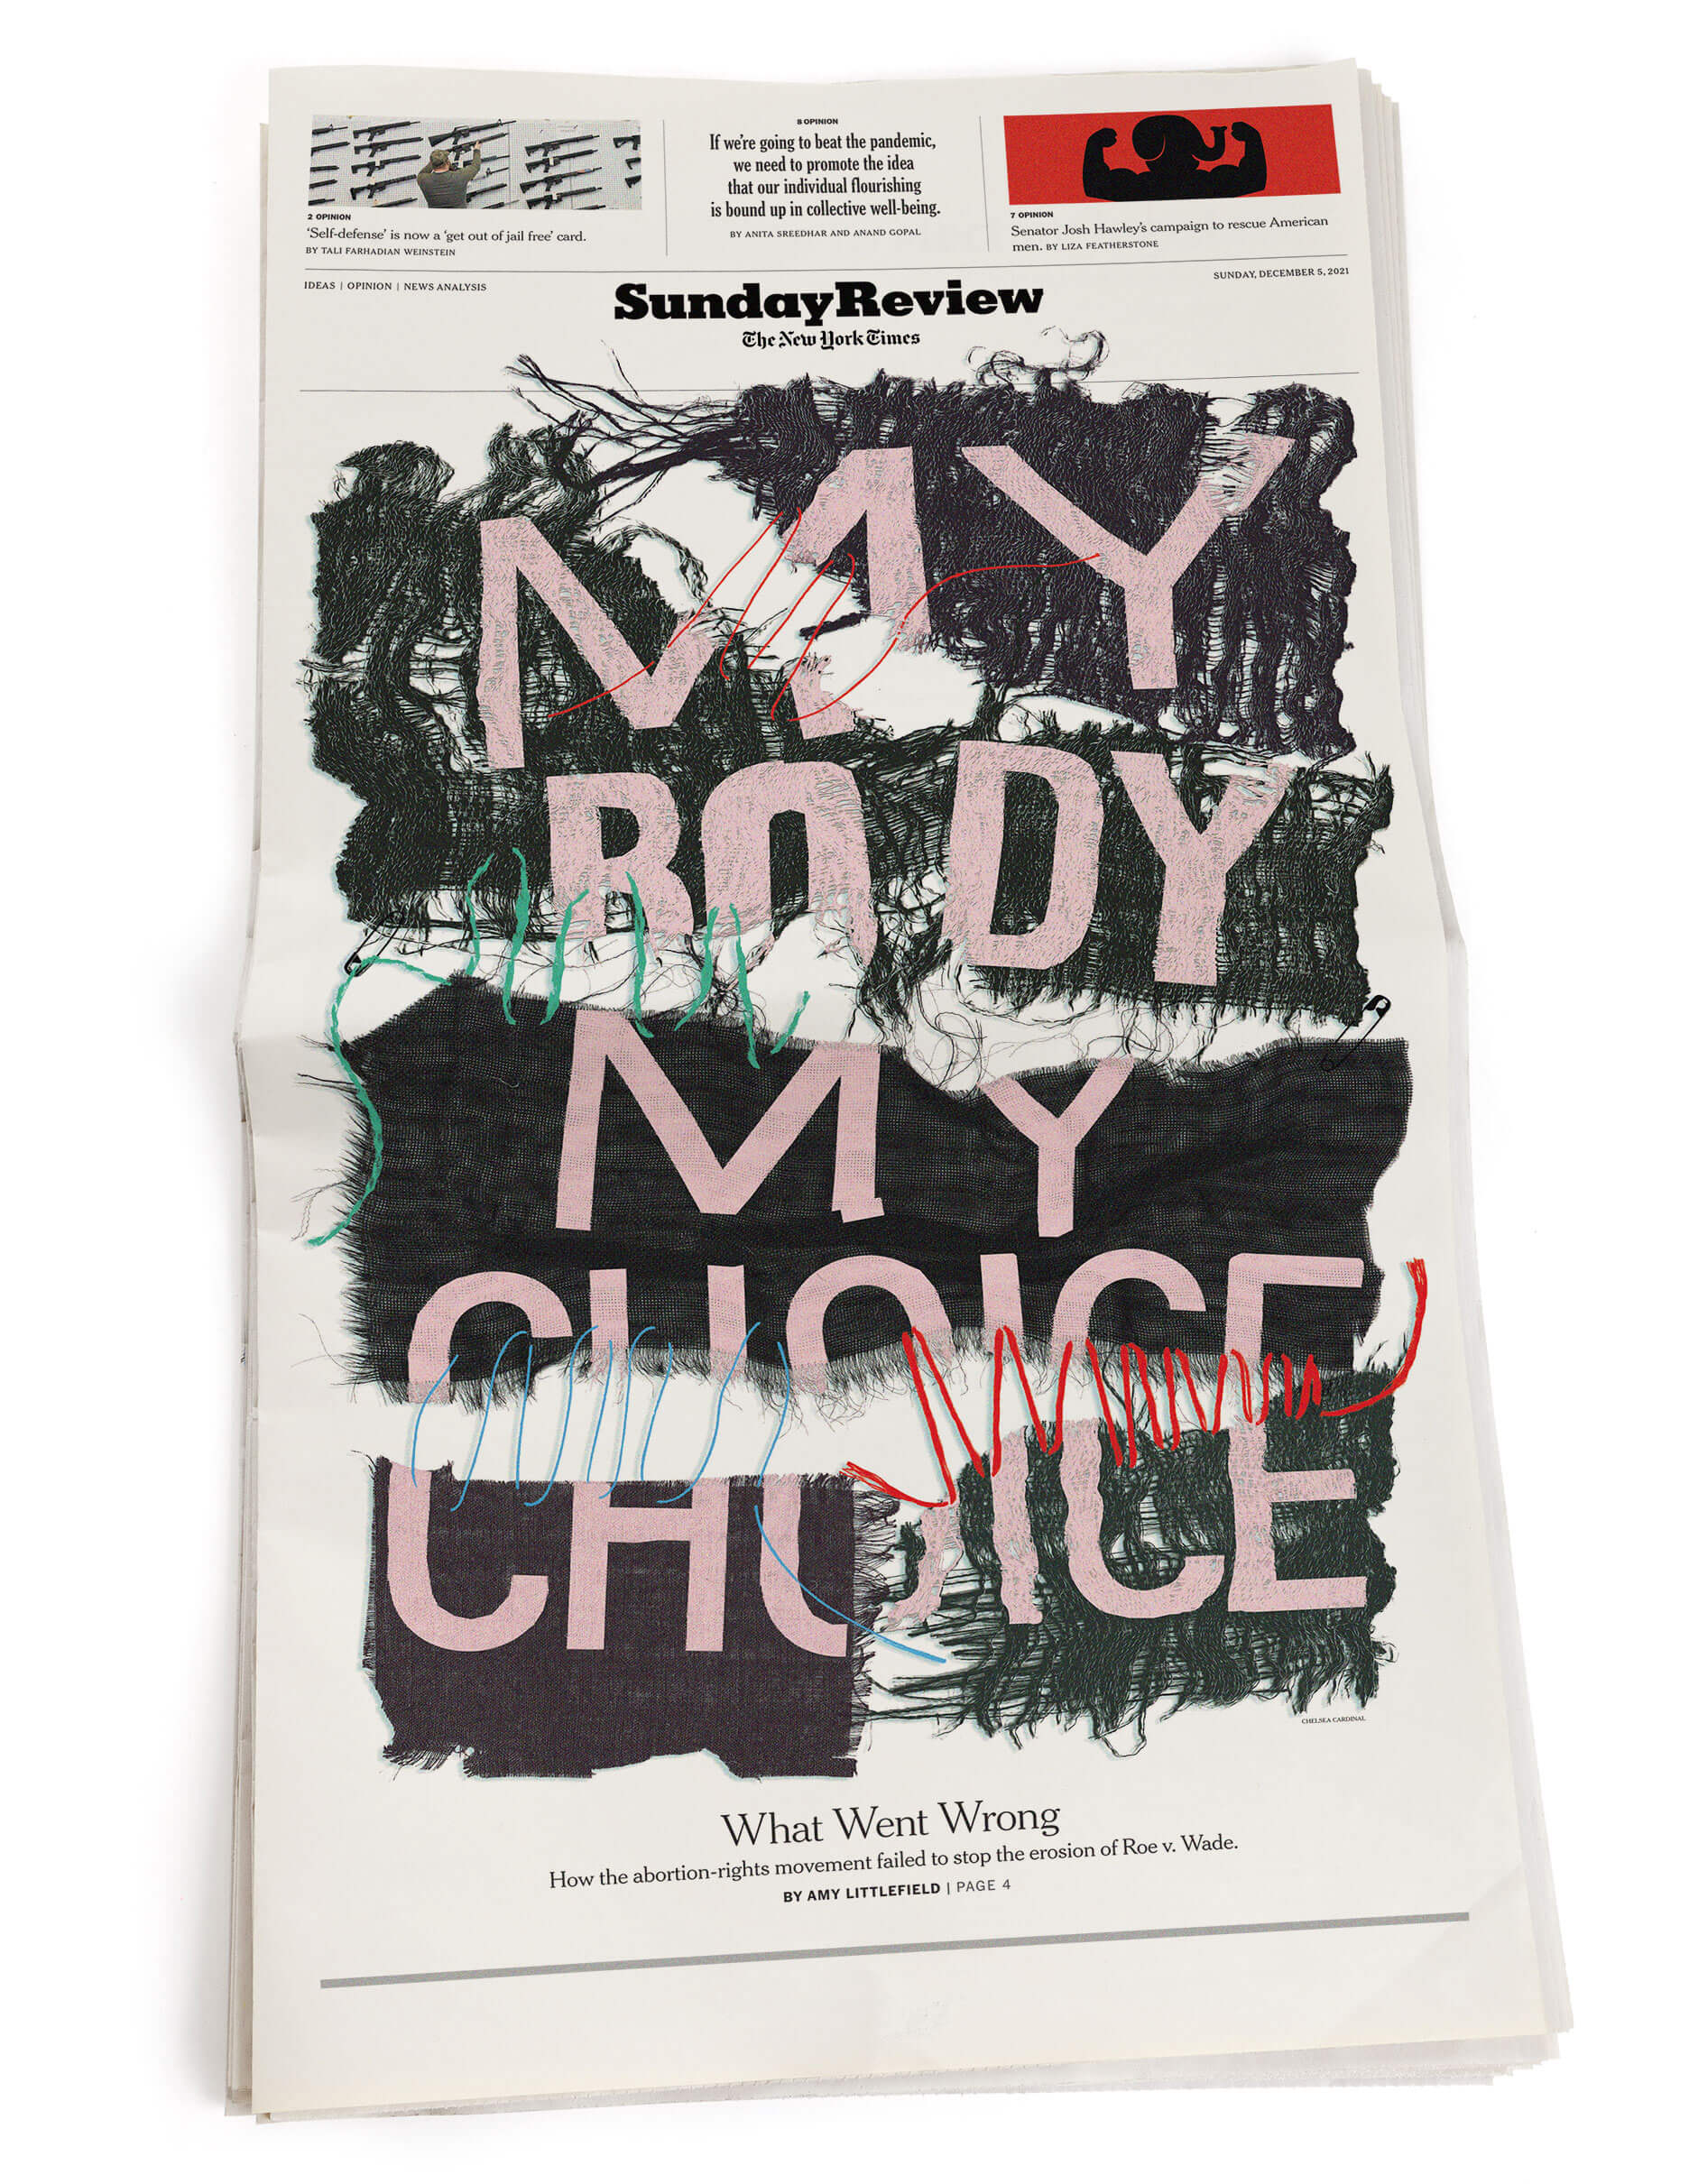 2 OPINION
‘Self-defense’ is now a ‘get out of jail free’ card.
BY TALI FARHADIAN WEINSTEIN
8 OPINION
If we’re going to beat the pandemic,
we need to promote the idea
that our individual flourishing
is bound up in collective well-being.
BY ANITA SREEDHAR AND ANAND GOPAL
7 OPINION
Senator Josh Hawley’s campaign to rescue American
men. BY LIZA FEATHERSTONE
IDEAS | OPINION | NEWS ANALYSIS
SundayReview
The New York Times
SUNDAY, DECEMBER 5, 2021
MY
BODY
MY
CHOICE
CHELSEA CARDINAL
What Went Wrong
How the abortion-rights movement failed to stop the erosion of Roe v. Wade.
BY AMY LITTLEFIELD | PAGE 4